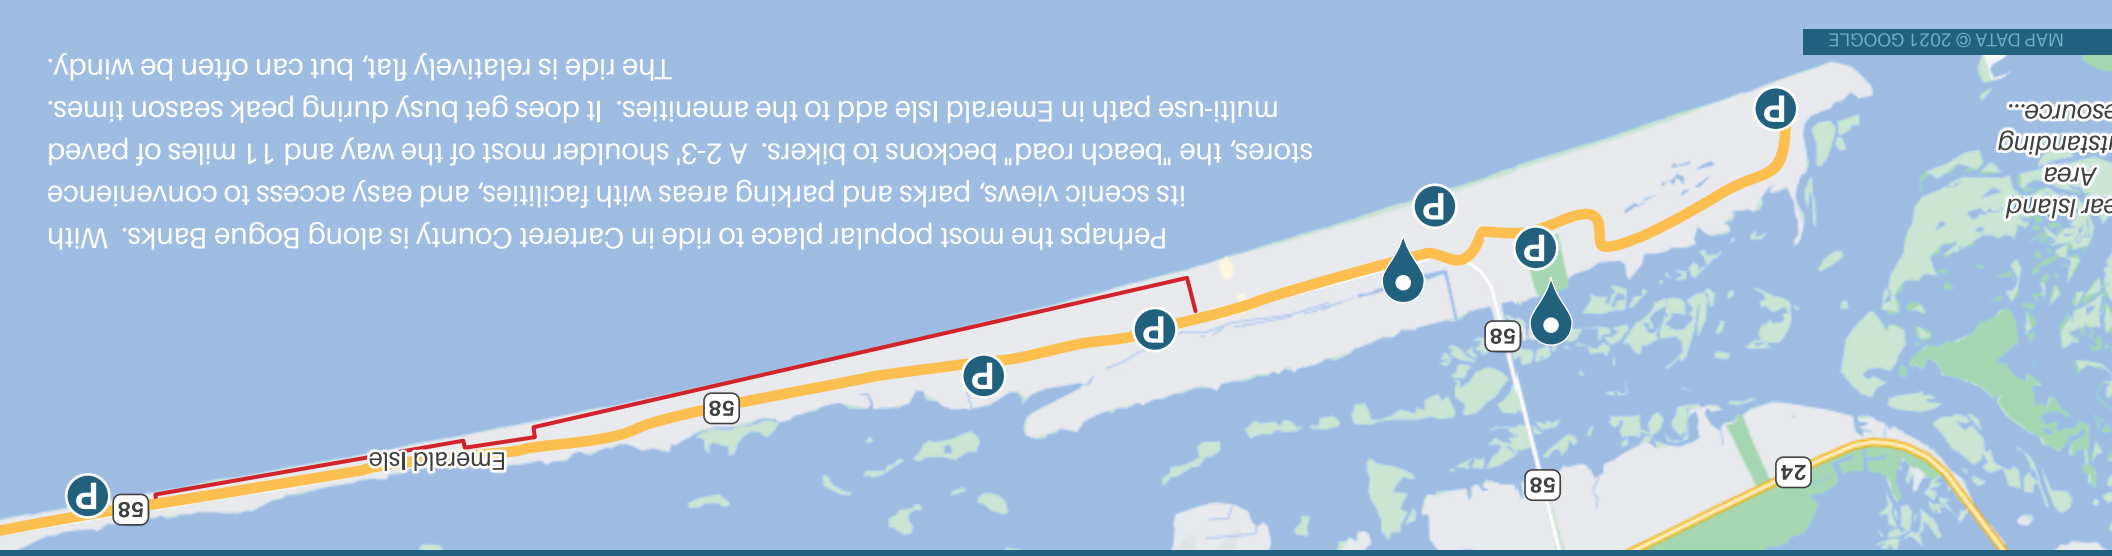 58
24
58
P
Emerald Isle
58
P
58
P
P
P
P
ear Island
Area
tstanding
esource...
Perhaps the most popular place to ride in Carteret County is along Bogue Banks. With
its scenic views, parks and parking areas with facilities, and easy access to convenience
stores, the "beach road" beckons to bikers. A 2-3' shoulder most of the way and 11 miles of paved
multi-use path in Emerald Isle add to the amenities. It does get busy during peak season times.
The ride is relatively flat, but can often be windy.
MAP DATA © 2021 GOOGLE